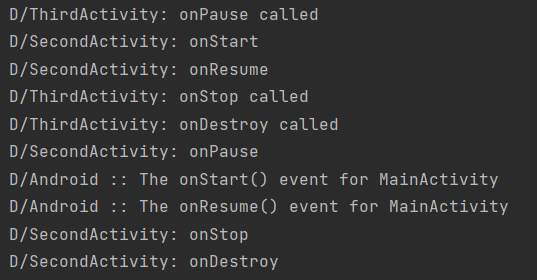 D/ThirdActivity: onPause called
D/SecondActivity: onStart
D/SecondActivity: onResume
D/ThirdActivity: onStop called
D/ThirdActivity: onDestroy called
D/SecondActivity: onPause
D/Android :: The onStart() event for MainActivity
D/Android :: The onResume() event for MainActivity
D/SecondActivity: onStop
D/SecondActivity: onDestroy